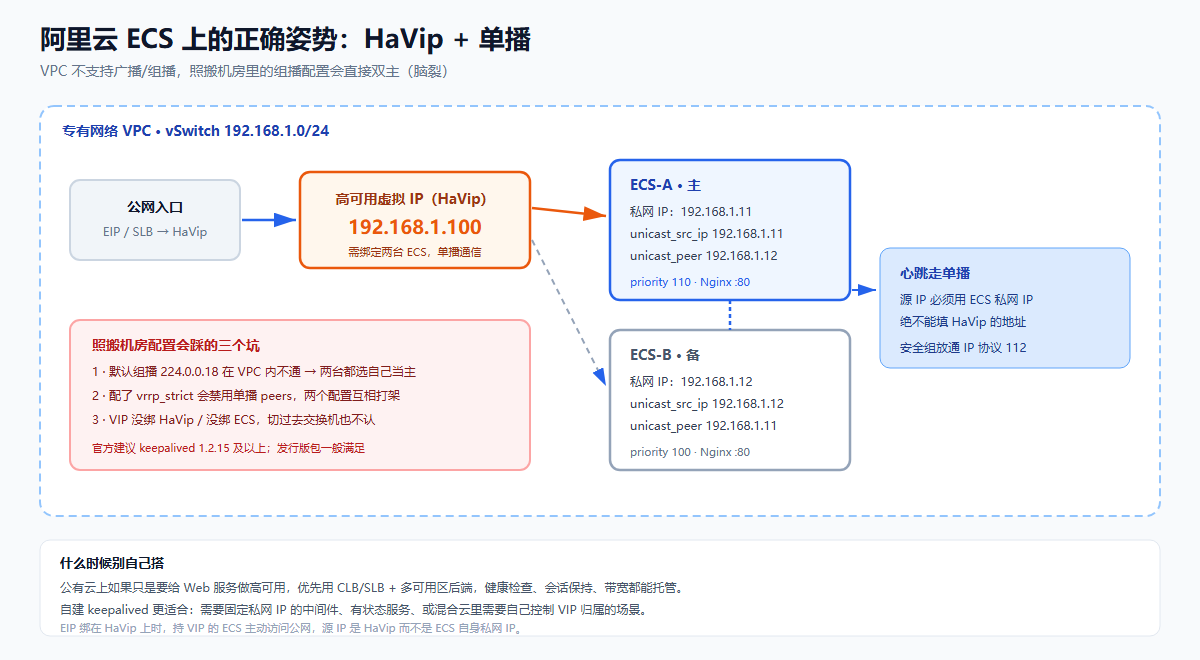 阿里云 ECS 上的正确姿势：HaVip + 单播
VPC 不支持广播/组播，照搬机房里的组播配置会直接双主（脑裂）
专有网络 VPC • vSwitch 192.168.1.0/24
公网入口
EIP / SLB → HaVip
高可用虚拟 IP（HaVip）
192.168.1.100
需绑定两台 ECS，单播通信
ECS-A • 主
私网 IP：192.168.1.11
unicast_src_ip 192.168.1.11
unicast_peer 192.168.1.12
priority 110 · Nginx :80
心跳走单播
源 IP 必须用 ECS 私网 IP
绝不能填 HaVip 的地址
安全组放通 IP 协议 112
照搬机房配置会踩的三个坑
1 · 默认组播 224.0.0.18 在 VPC 内不通 → 两台都选自己当主
2 · 配了 vrrp_strict 会禁用单播 peers，两个配置互相打架
3 · VIP 没绑 HaVip / 没绑 ECS，切过去交换机也不认
官方建议 keepalived 1.2.15 及以上；发行版包一般满足
ECS-B • 备
私网 IP：192.168.1.12
unicast_src_ip 192.168.1.12
unicast_peer 192.168.1.11
priority 100 · Nginx :80
什么时候别自己搭
公有云上如果只是要给 Web 服务做高可用，优先用 CLB/SLB + 多可用区后端，健康检查、会话保持、带宽都能托管。
自建 keepalived 更适合：需要固定私网 IP 的中间件、有状态服务、或混合云里需要自己控制 VIP 归属的场景。
EIP 绑在 HaVip 上时，持 VIP 的 ECS 主动访问公网，源 IP 是 HaVip 而不是 ECS 自身私网 IP。